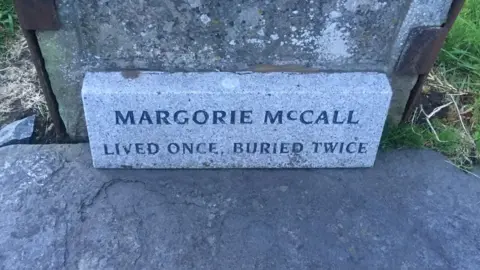 MARGORIE McCALL
LIVED ONCE, BURIED TWICE